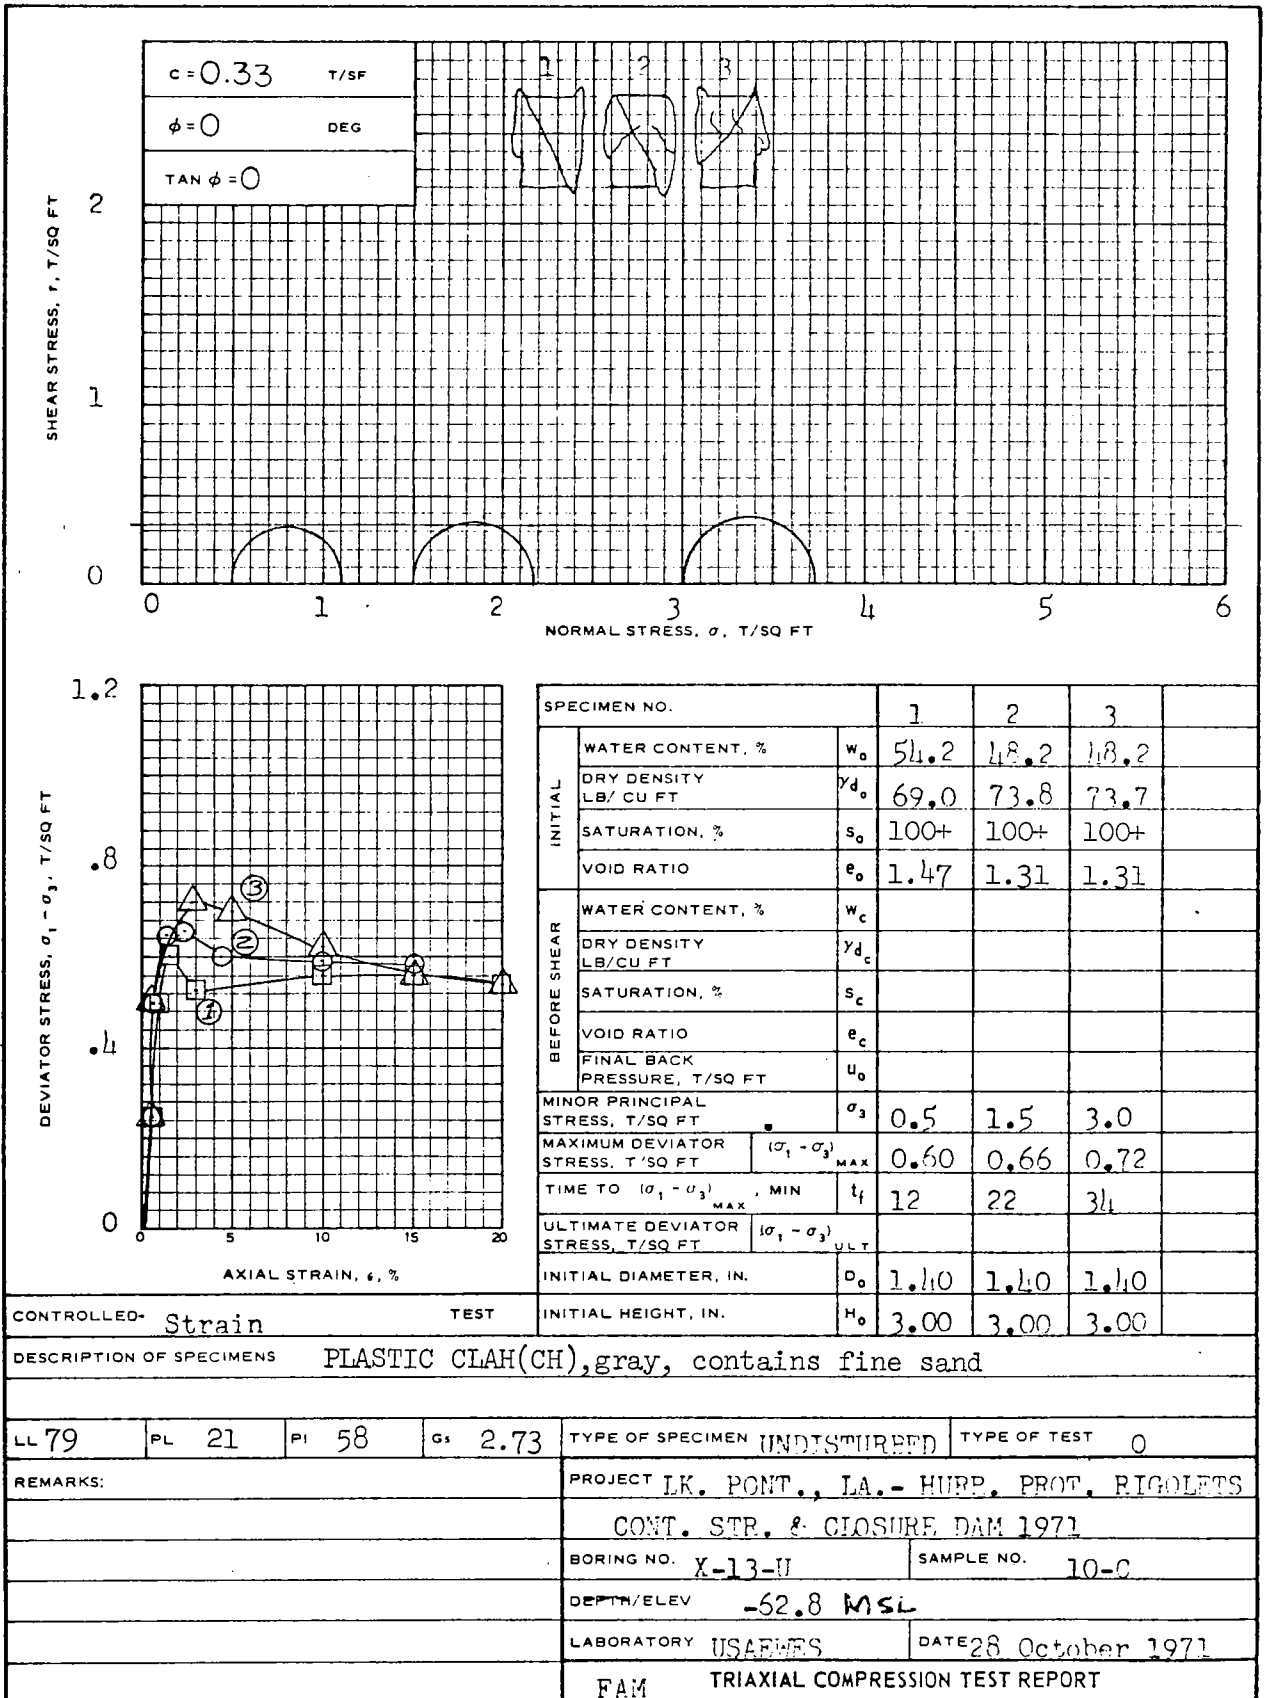 C = 0.33 T/SF
φ = 0 DEG
TAN φ = 0
1 2 3
SHEAR STRESS, τ, T/SQ FT
2
1
0
0 1 2 3 4 5 6
NORMAL STRESS, σ, T/SQ FT
DEVIATOR STRESS, σ₁ - σ₃, T/SQ FT
1.2
.8
.4
0
3
2
1
0 5 10 15 20
AXIAL STRAIN, ε, %
CONTROLLED- Strain TEST
SPECIMEN NO. 1 2 3
INITIAL
WATER CONTENT, % w₀ 54.2 48.2 48.2
DRY DENSITY LB/ CU FT γd₀ 69.0 73.8 73.7
SATURATION, % S₀ 100+ 100+ 100+
VOID RATIO e₀ 1.47 1.31 1.31
BEFORE SHEAR
WATER CONTENT, % wc
DRY DENSITY LB/CU FT γdc
SATURATION, % Sc
VOID RATIO ec
FINAL BACK PRESSURE, T/SQ FT u₀
MINOR PRINCIPAL STRESS, T/SQ FT σ₃ 0.5 1.5 3.0
MAXIMUM DEVIATOR STRESS, T/SQ FT (σ₁ - σ₃) MAX 0.60 0.66 0.72
TIME TO (σ₁ - σ₃) MAX, MIN tf 12 22 34
ULTIMATE DEVIATOR STRESS, T/SQ FT (σ₁ - σ₃) ULT
INITIAL DIAMETER, IN. D₀ 1.40 1.40 1.40
INITIAL HEIGHT, IN. H₀ 3.00 3.00 3.00
DESCRIPTION OF SPECIMENS PLASTIC CLAH(CH),gray, contains fine sand
LL 79 PL 21 PI 58 Gs 2.73 TYPE OF SPECIMEN UNDISTURBED TYPE OF TEST Q
REMARKS:
PROJECT LK. PONT., LA.- HURR. PROT. RIGOLETS
CONT. STR. & CLOSURE DAM 1971
BORING NO. X-13-U SAMPLE NO. 10-C
DEPTH/ELEV -62.8 MSL
LABORATORY USAEWES DATE 28 October 1971
FAM TRIAXIAL COMPRESSION TEST REPORT